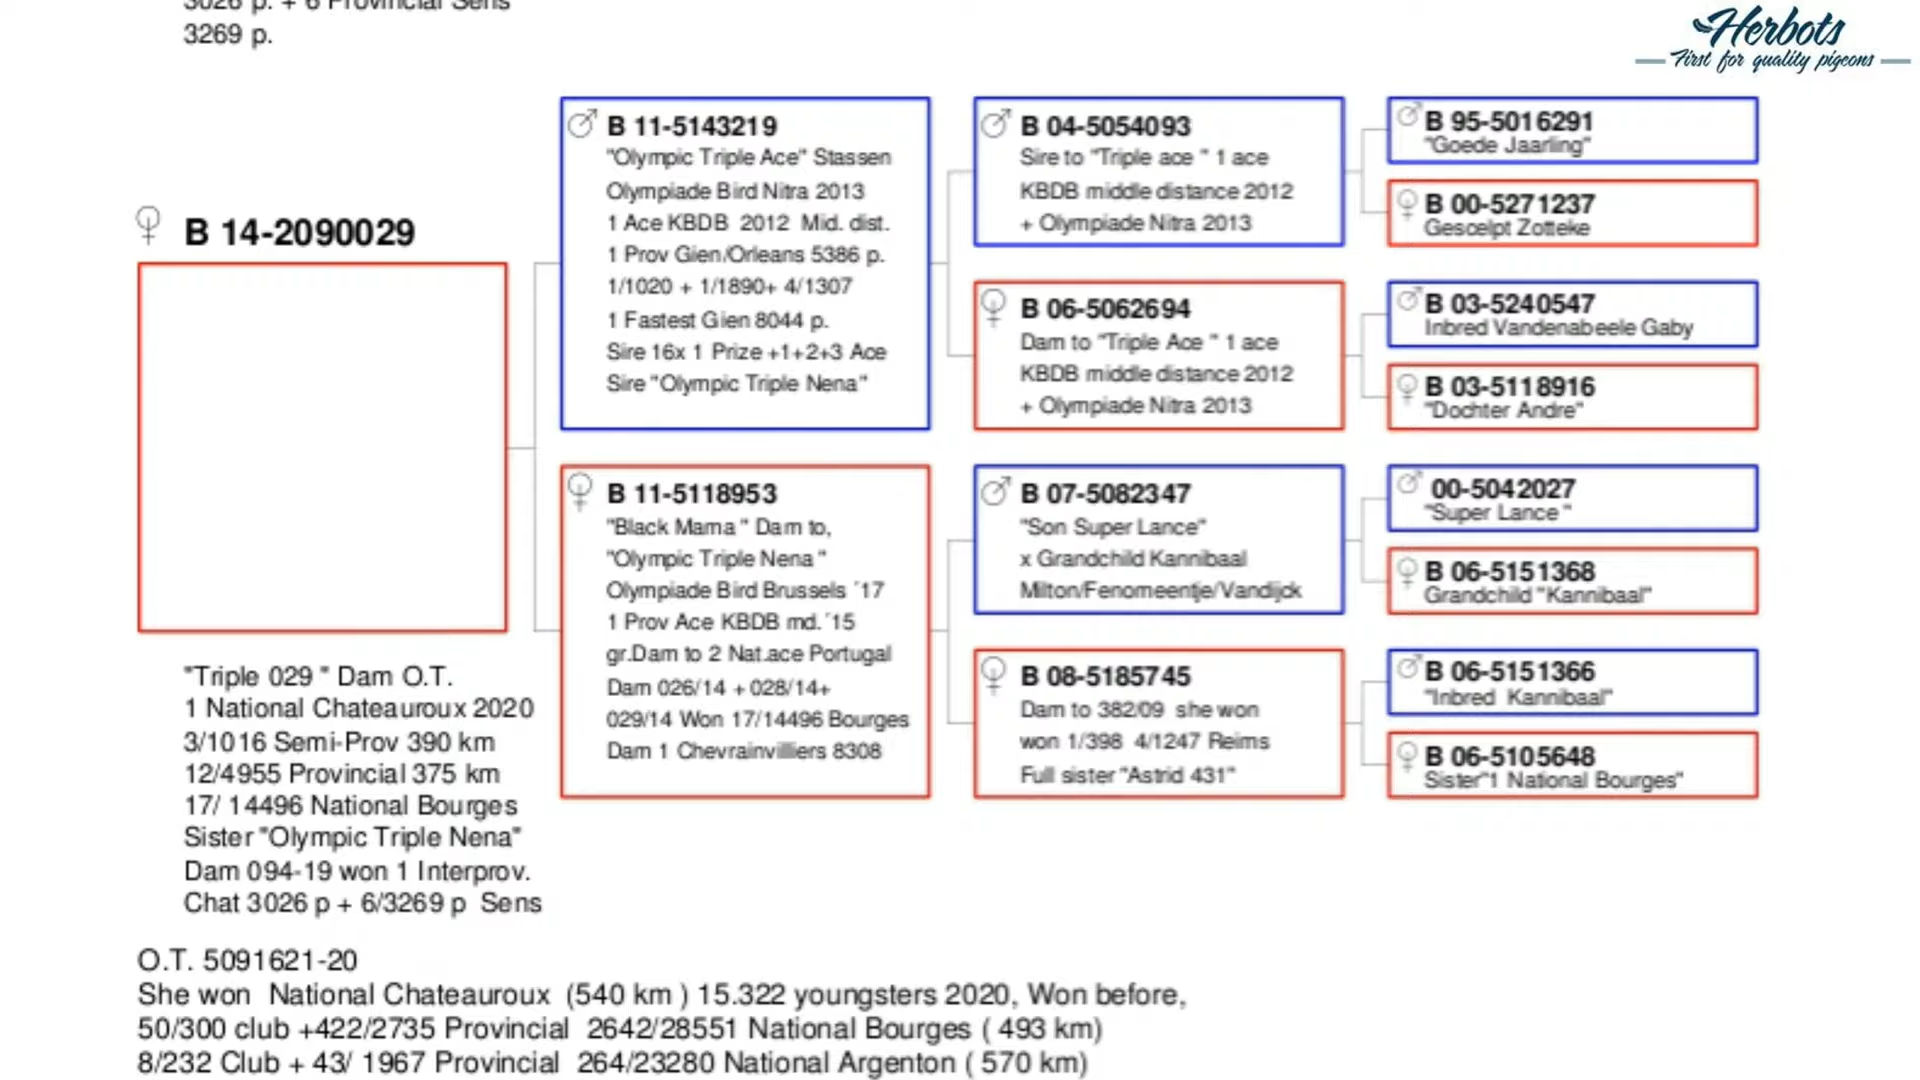 3026 p. + 6 Provincial Sens
3269 p.
Herbots
First for quality pigeons
B 14-2090029
"Triple 029 " Dam O.T.
1 National Chateauroux 2020
3/1016 Semi-Prov 390 km
12/4955 Provincial 375 km
17/ 14496 National Bourges
Sister "Olympic Triple Nena"
Dam 094-19 won 1 Interprov.
Chat 3026 p + 6/3269 p Sens
B 11-5143219
"Olympic Triple Ace" Stassen
Olympiade Bird Nitra 2013
1 Ace KBDB 2012 Mid. dist.
1 Prov Gien/Orleans 5386 p.
1/1020 + 1/1890+ 4/1307
1 Fastest Gien 8044 p.
Sire 16x 1 Prize +1+2+3 Ace
Sire "Olympic Triple Nena"
B 11-5118953
"Black Mama " Dam to,
"Olympic Triple Nena "
Olympiade Bird Brussels ´17
1 Prov Ace KBDB md.´15
gr.Dam to 2 Nat.ace Portugal
Dam 026/14 + 028/14+
029/14 Won 17/14496 Bourges
Dam 1 Chevrainvilliers 8308
B 04-5054093
Sire to "Triple ace " 1 ace
KBDB middle distance 2012
+ Olympiade Nitra 2013
B 06-5062694
Dam to "Triple Ace " 1 ace
KBDB middle distance 2012
+ Olympiade Nitra 2013
B 07-5082347
"Son Super Lance"
x Grandchild Kannibaal
Milton/Fenomeentje/Vandijck
B 08-5185745
Dam to 382/09 she won
won 1/398 4/1247 Reims
Full sister "Astrid 431"
B 95-5016291
"Goede Jaarling"
B 00-5271237
Gescelpt Zotteke
B 03-5240547
Inbred Vandenabeele Gaby
B 03-5118916
"Dochter Andre"
00-5042027
"Super Lance "
B 06-5151368
Grandchild "Kannibaal"
B 06-5151366
"Inbred Kannibaal"
B 06-5105648
Sister"1 National Bourges"
O.T. 5091621-20
She won National Chateauroux (540 km ) 15.322 youngsters 2020, Won before,
50/300 club +422/2735 Provincial 2642/28551 National Bourges ( 493 km)
8/232 Club + 43/ 1967 Provincial 264/23280 National Argenton ( 570 km)